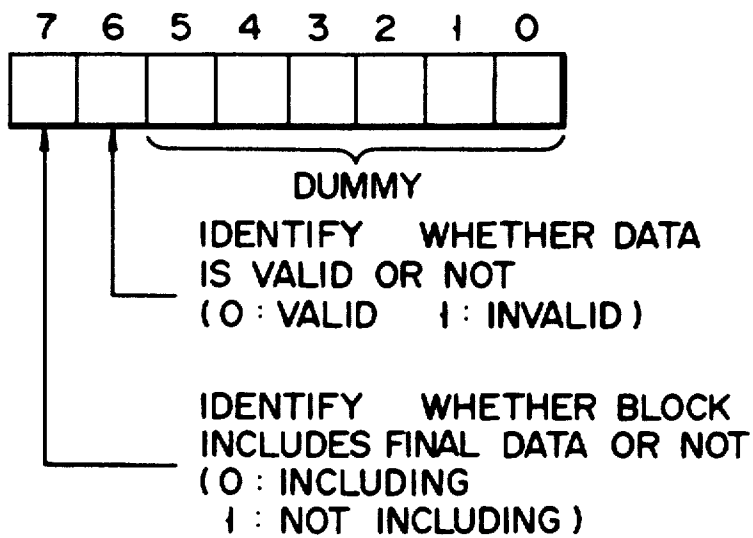 7 6 5 4 3 2 1 0
DUMMY
IDENTIFY WHETHER DATA
IS VALID OR NOT
(0 : VALID 1 : INVALID)
IDENTIFY WHETHER BLOCK
INCLUDES FINAL DATA OR NOT
(0 : INCLUDING
1 : NOT INCLUDING)